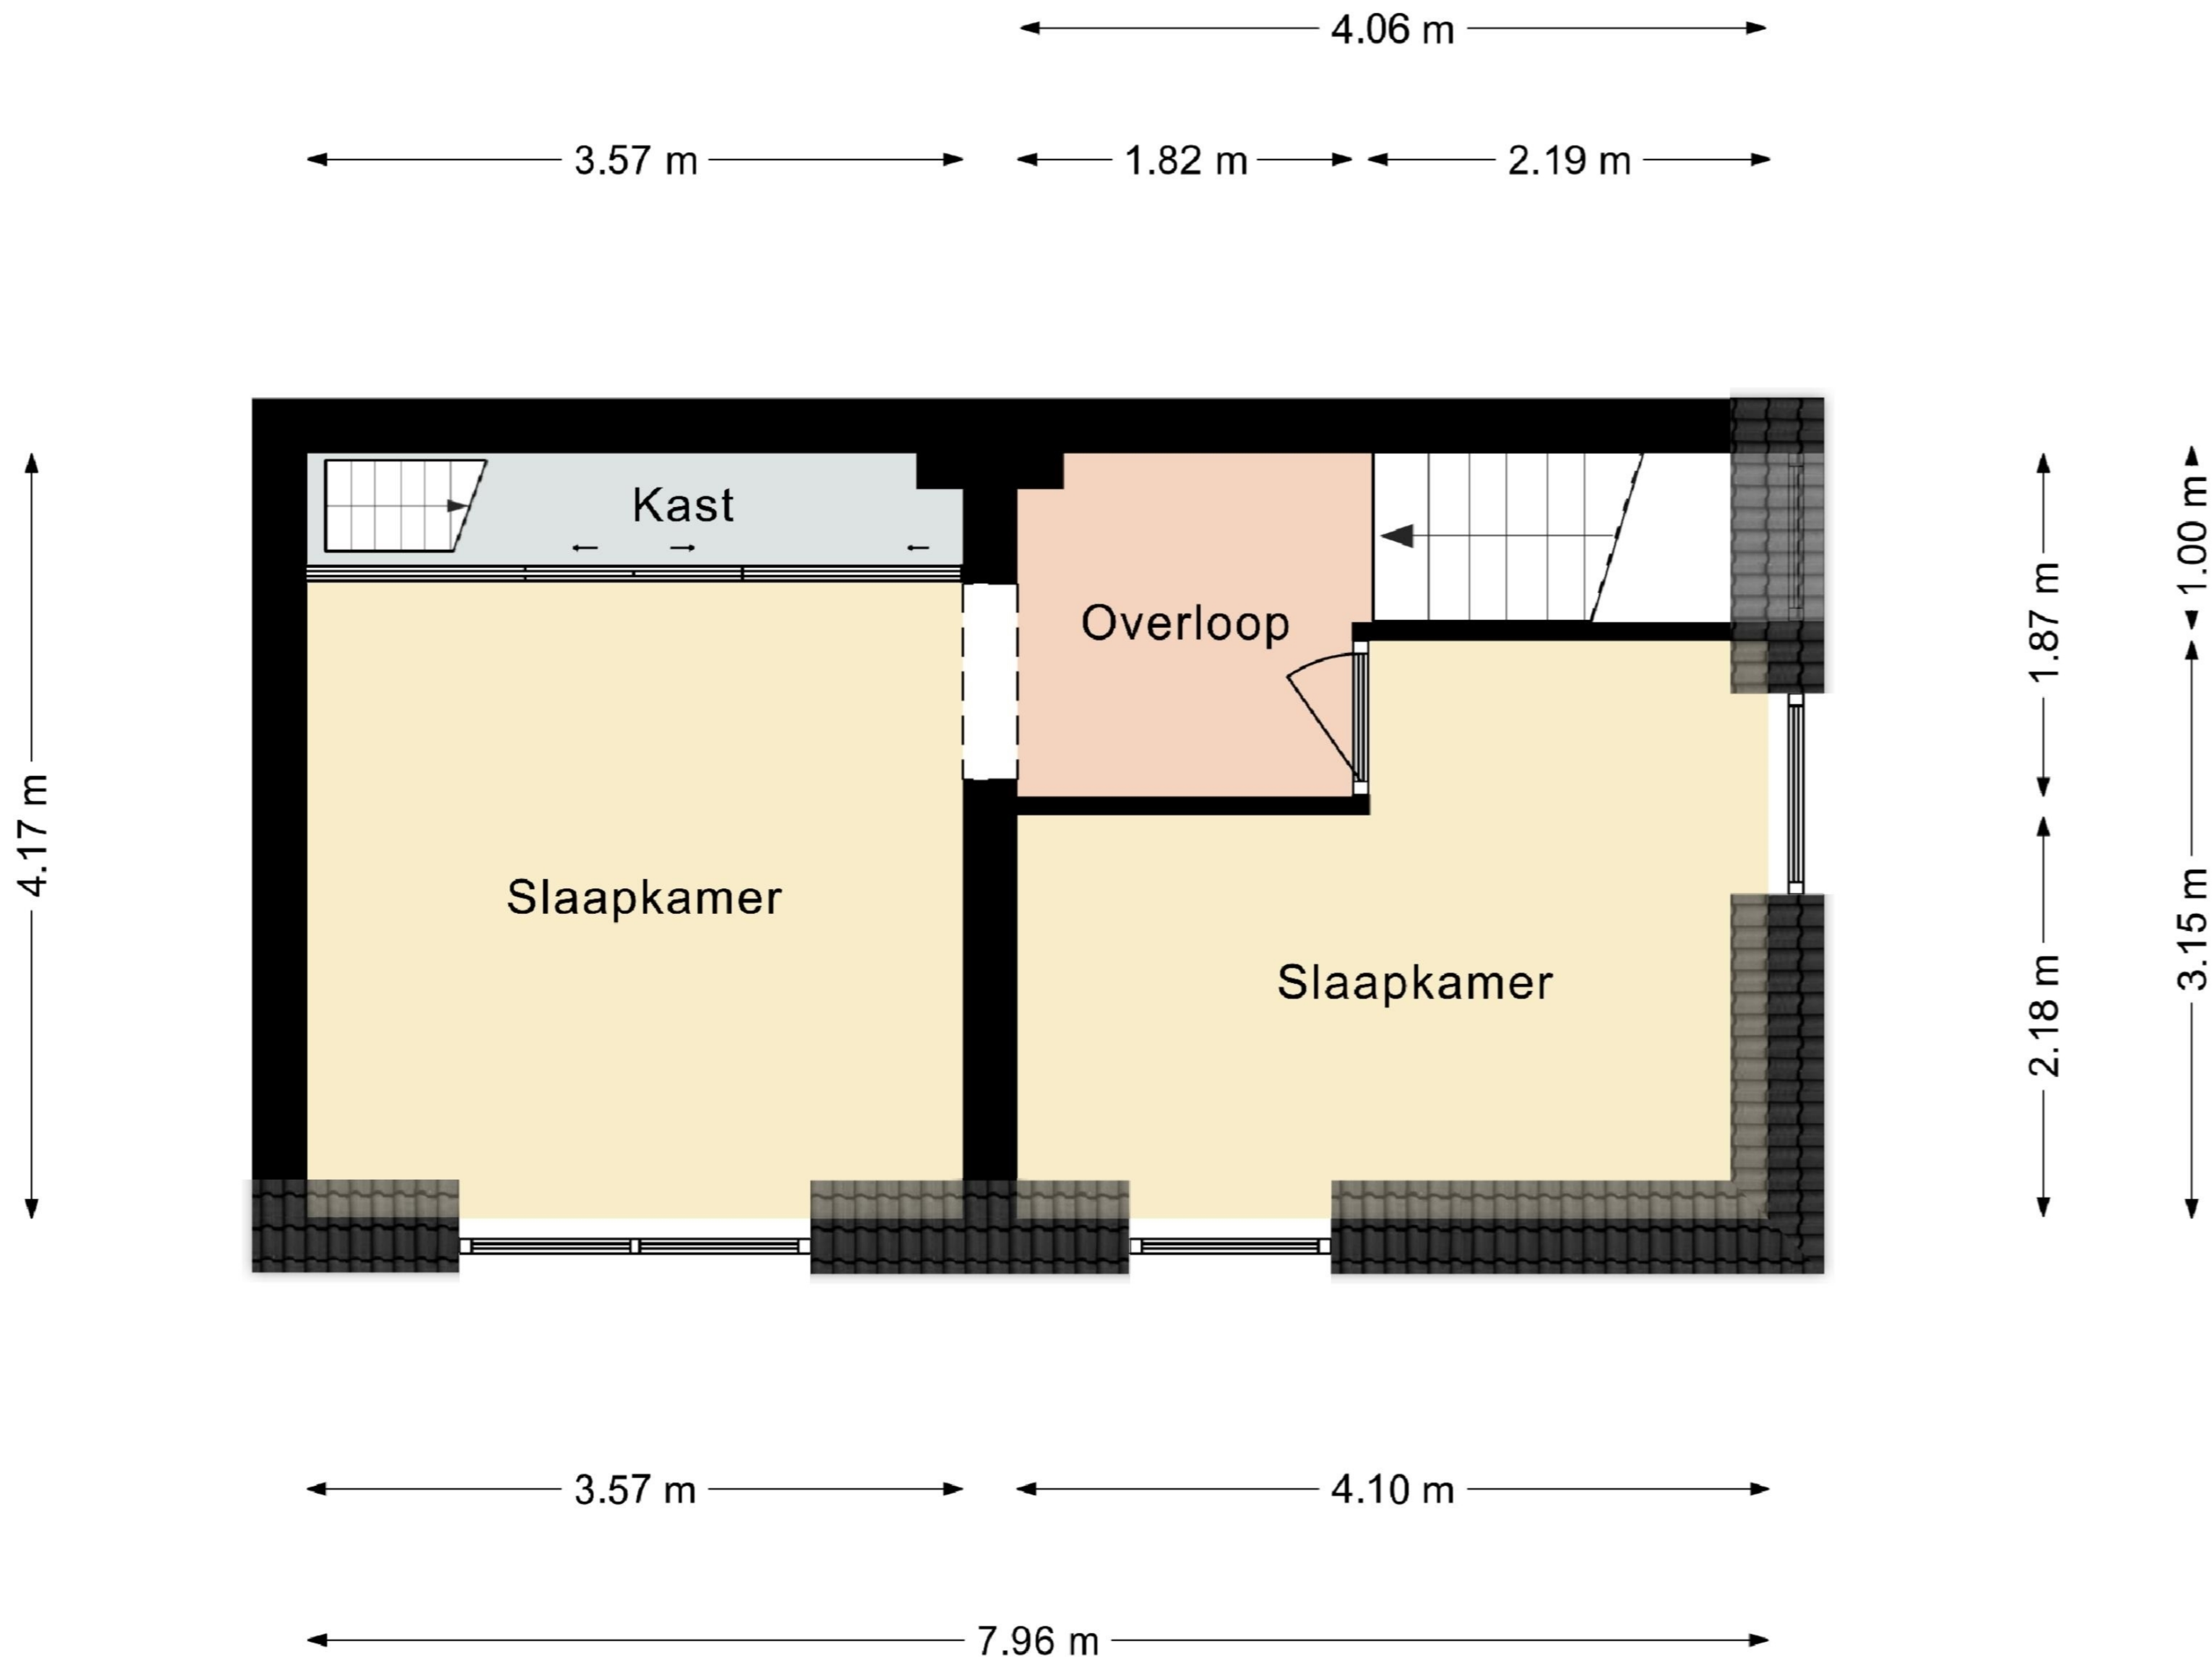 4.06 m
3.57 m
1.82 m
2.19 m
Kast
Overloop
Slaapkamer
Slaapkamer
4.17 m
1.87 m
2.18 m
1.00 m
3.15 m
3.57 m
4.10 m
7.96 m